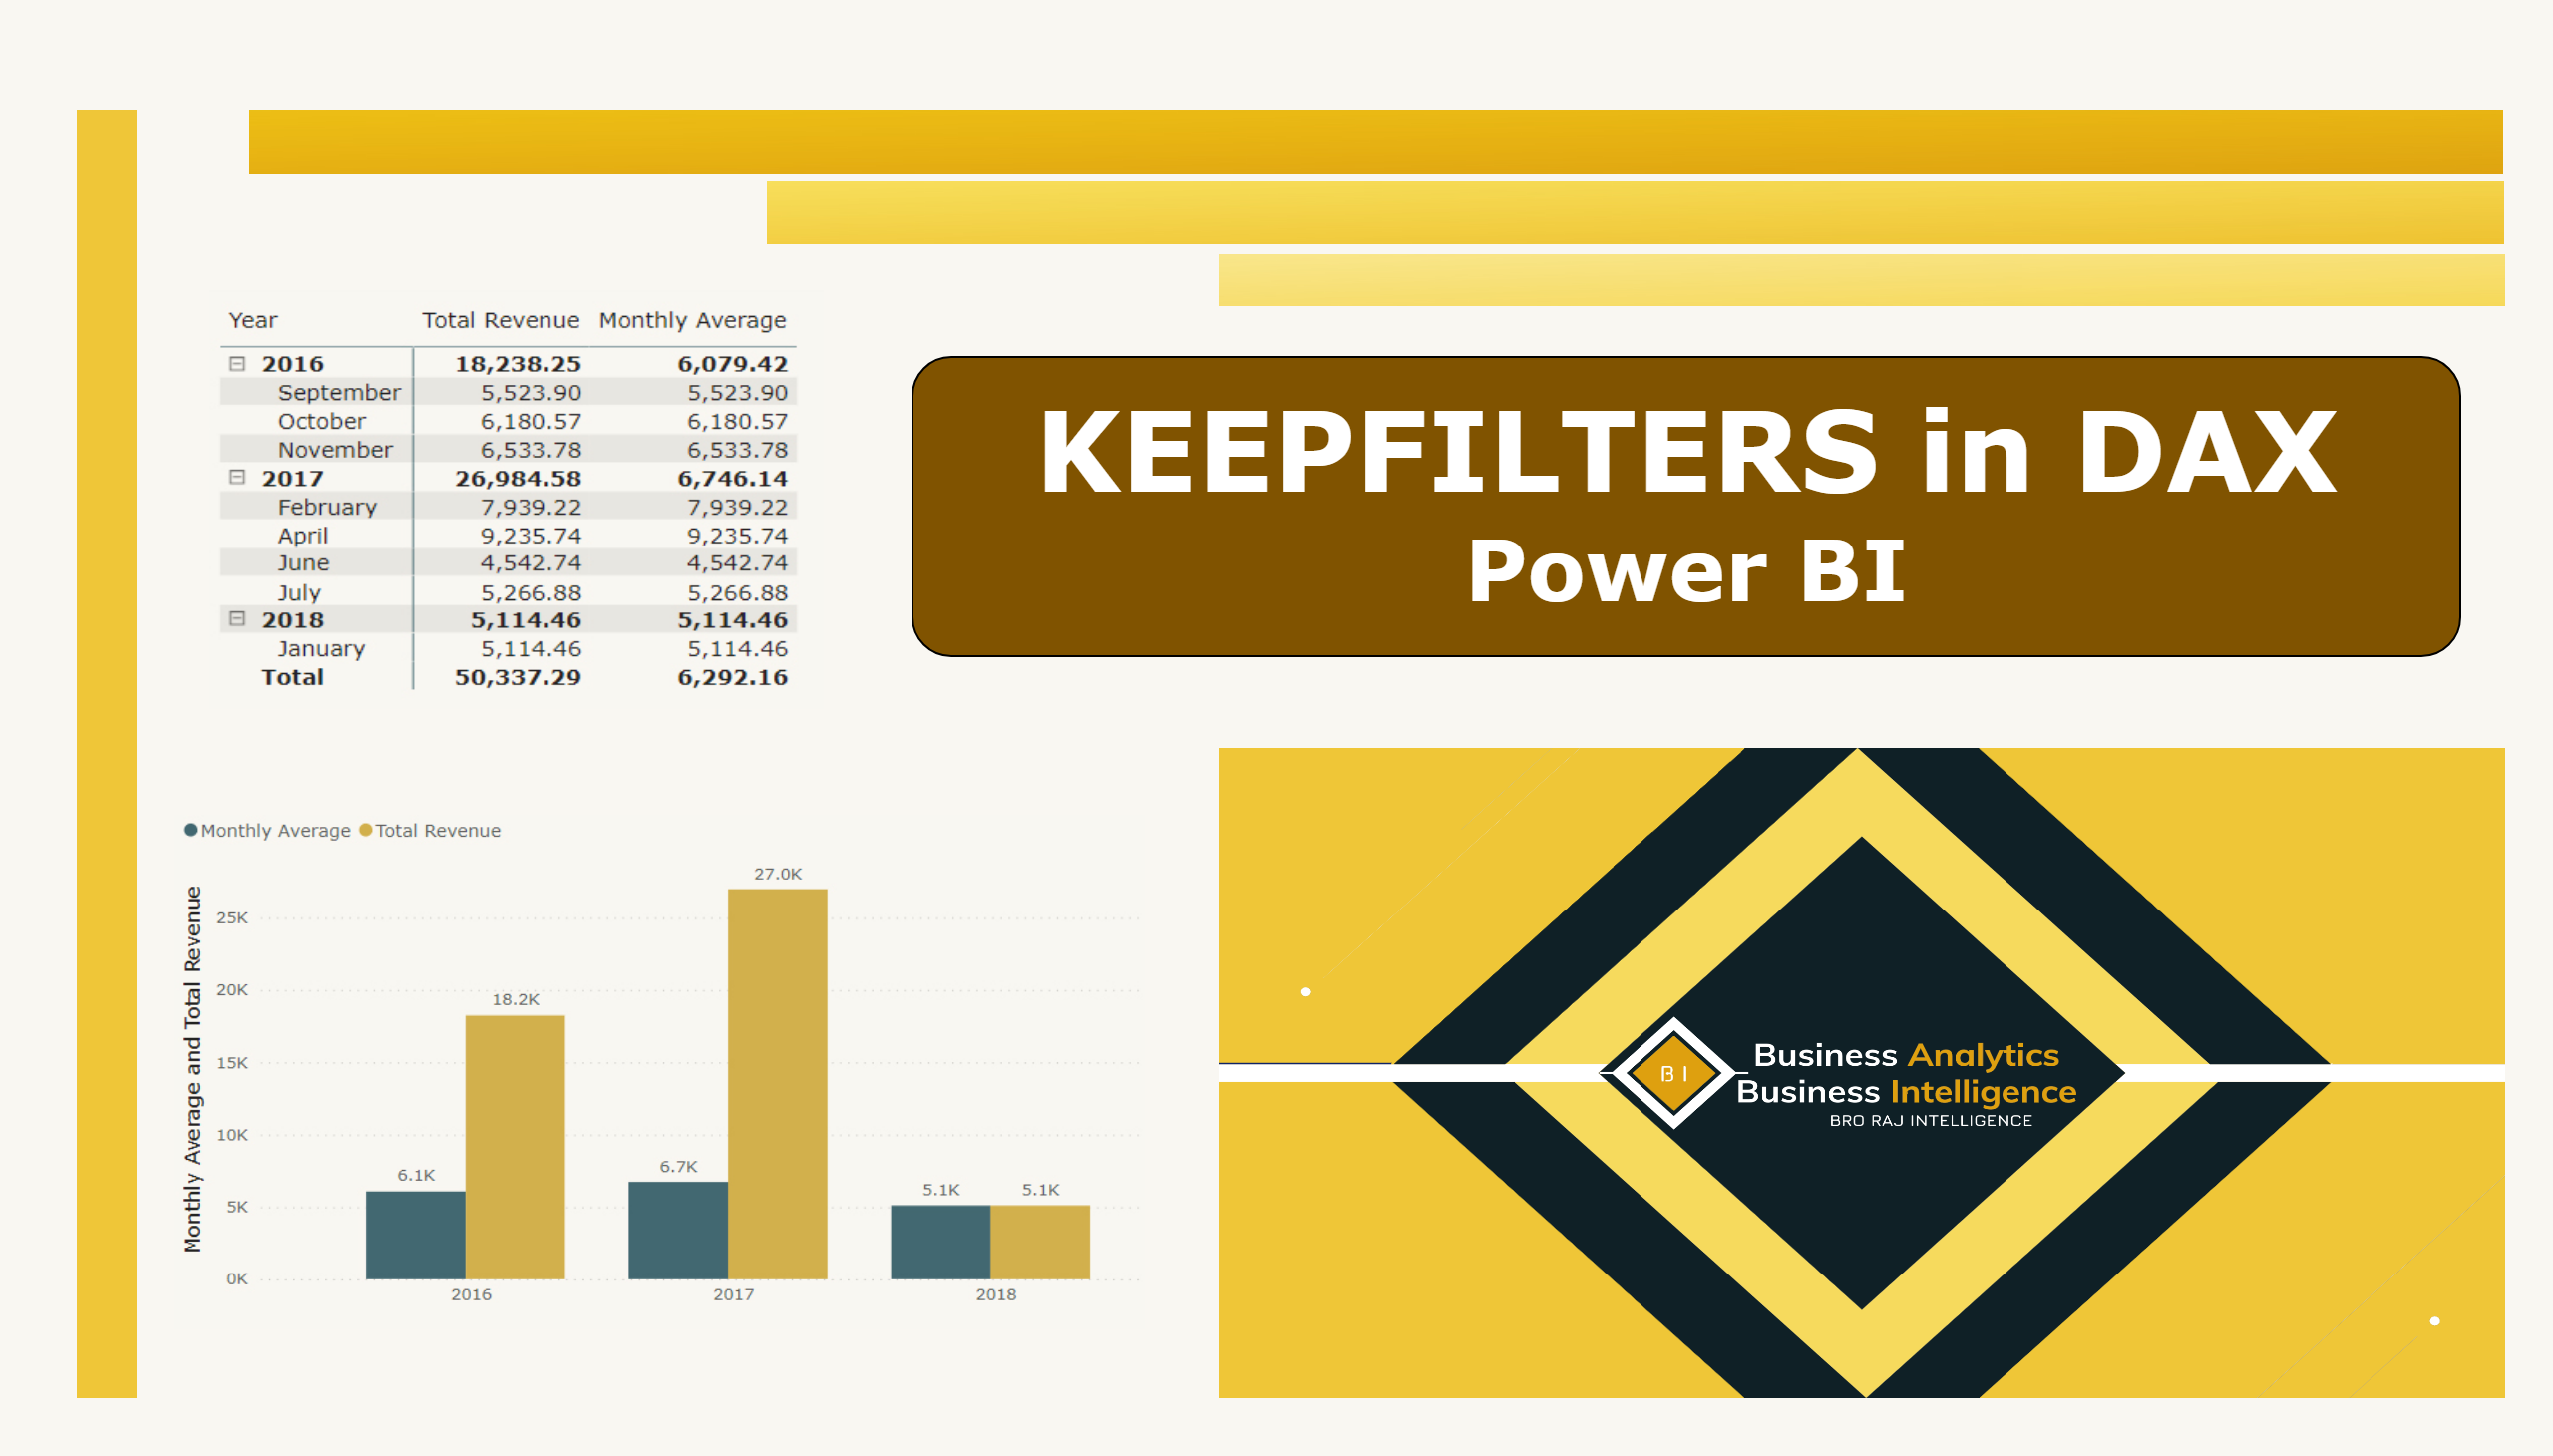 Year Total Revenue Monthly Average
2016 18,238.25 6,079.42
September 5,523.90 5,523.90
October 6,180.57 6,180.57
November 6,533.78 6,533.78
2017 26,984.58 6,746.14
February 7,939.22 7,939.22
April 9,235.74 9,235.74
June 4,542.74 4,542.74
July 5,266.88 5,266.88
2018 5,114.46 5,114.46
January 5,114.46 5,114.46
Total 50,337.29 6,292.16
KEEPFILTERS in DAX
Power BI
Monthly Average Total Revenue
Monthly Average and Total Revenue
25K
20K
15K
10K
5K
0K
6.1K
18.2K
6.7K
27.0K
5.1K
5.1K
2016
2017
2018
BI
Business Analytics
Business Intelligence
BRO RAJ INTELLIGENCE